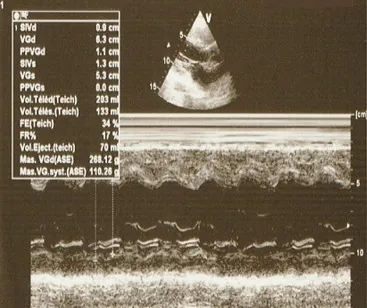 1
V
5
10
15
1 SIVd 0.9 cm
VGd 6.3 cm
PPVGd 1.1 cm
SIVs 1.3 cm
VGs 5.3 cm
PPVGs 0.0 cm
Vol.Téléd(Teich) 203 ml
Vol.Télés.(Teich) 133 ml
FE(Teich) 34 %
FR% 17 %
Vol.Eject.(teich) 70 ml
Mas. VGd(ASE) 268.12 g
Mas.VG.syst.(ASE) 110.26 g
[cm]
5
10